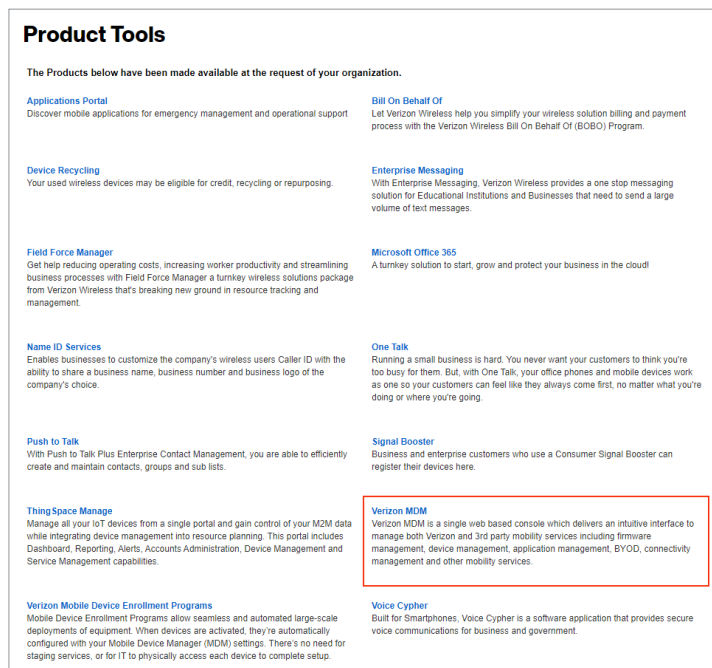 Product Tools
The Products below have been made available at the request of your organization.
Applications Portal
Discover mobile applications for emergency management and operational support
Bill On Behalf Of
Let Verizon Wireless help you simplify your wireless solution billing and payment
process with the Verizon Wireless Bill On Behalf Of (BOBO) Program.
Device Recycling
Your used wireless devices may be eligible for credit, recycling or repurposing.
Enterprise Messaging
With Enterprise Messaging, Verizon Wireless provides a one stop messaging
solution for Educational Institutions and Businesses that need to send a large
volume of text messages.
Field Force Manager
Get help reducing operating costs, increasing worker productivity and streamlining
business processes with Field Force Manager a turnkey wireless solutions package
from Verizon Wireless that's breaking new ground in resource tracking and
management.
Microsoft Office 365
A turnkey solution to start, grow and protect your business in the cloud!
Name ID Services
Enables businesses to customize the company's wireless users Caller ID with the
ability to share a business name, business number and business logo of the
company's choice.
One Talk
Running a small business is hard. You never want your customers to think you're
too busy for them. But, with One Talk, your office phones and mobile devices work
as one so your customers can feel like they always come first, no matter what you're
doing or where you're going.
Push to Talk
With Push to Talk Plus Enterprise Contact Management, you are able to efficiently
create and maintain contacts, groups and sub lists.
Signal Booster
Business and enterprise customers who use a Consumer Signal Booster can
register their devices here.
ThingSpace Manage
Manage all your IoT devices from a single portal and gain control of your M2M data
while integrating device management into resource planning. This portal includes
Dashboard, Reporting, Alerts, Accounts Administration, Device Management and
Service Management capabilities.
Verizon MDM
Verizon MDM is a single web based console which delivers an intuitive interface to
manage both Verizon and 3rd party mobility services including firmware
management, device management, application management, BYOD, connectivity
management and other mobility services.
Verizon Mobile Device Enrollment Programs
Mobile Device Enrollment Programs allow seamless and automated large-scale
deployments of equipment. When devices are activated, they're automatically
configured with your Mobile Device Manager (MDM) settings. There's no need for
staging services, or for IT to physically access each device to complete setup.
Voice Cypher
Built for Smartphones, Voice Cypher is a software application that provides secure
voice communications for business and government.